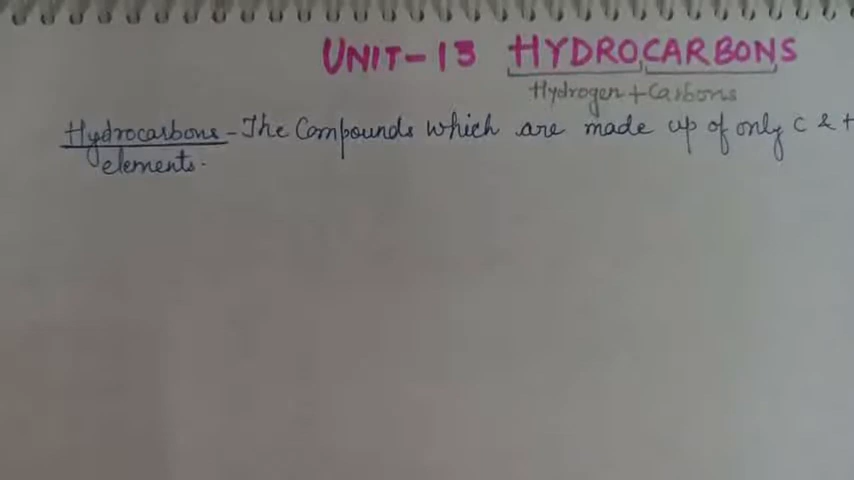 UNIT-13 HYDROCARBONS
Hydrogen + Carbons
Hydrocarbons - The Compounds which are made up of only C & H
elements.